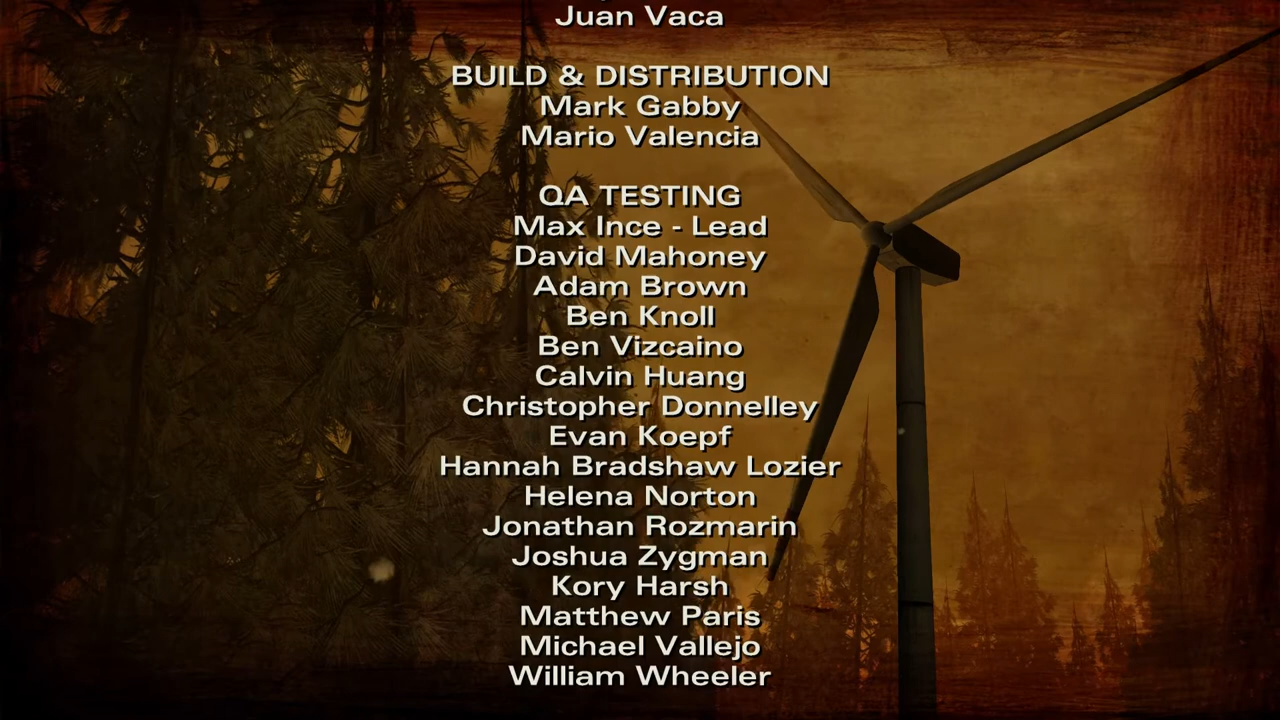 Juan Vaca
BUILD & DISTRIBUTION
Mark Gabby
Mario Valencia
QA TESTING
Max Ince - Lead
David Mahoney
Adam Brown
Ben Knoll
Ben Vizcaino
Calvin Huang
Christopher Donnelley
Evan Koepf
Hannah Bradshaw Lozier
Helena Norton
Jonathan Rozmarin
Joshua Zygman
Kory Harsh
Matthew Paris
Michael Vallejo
William Wheeler